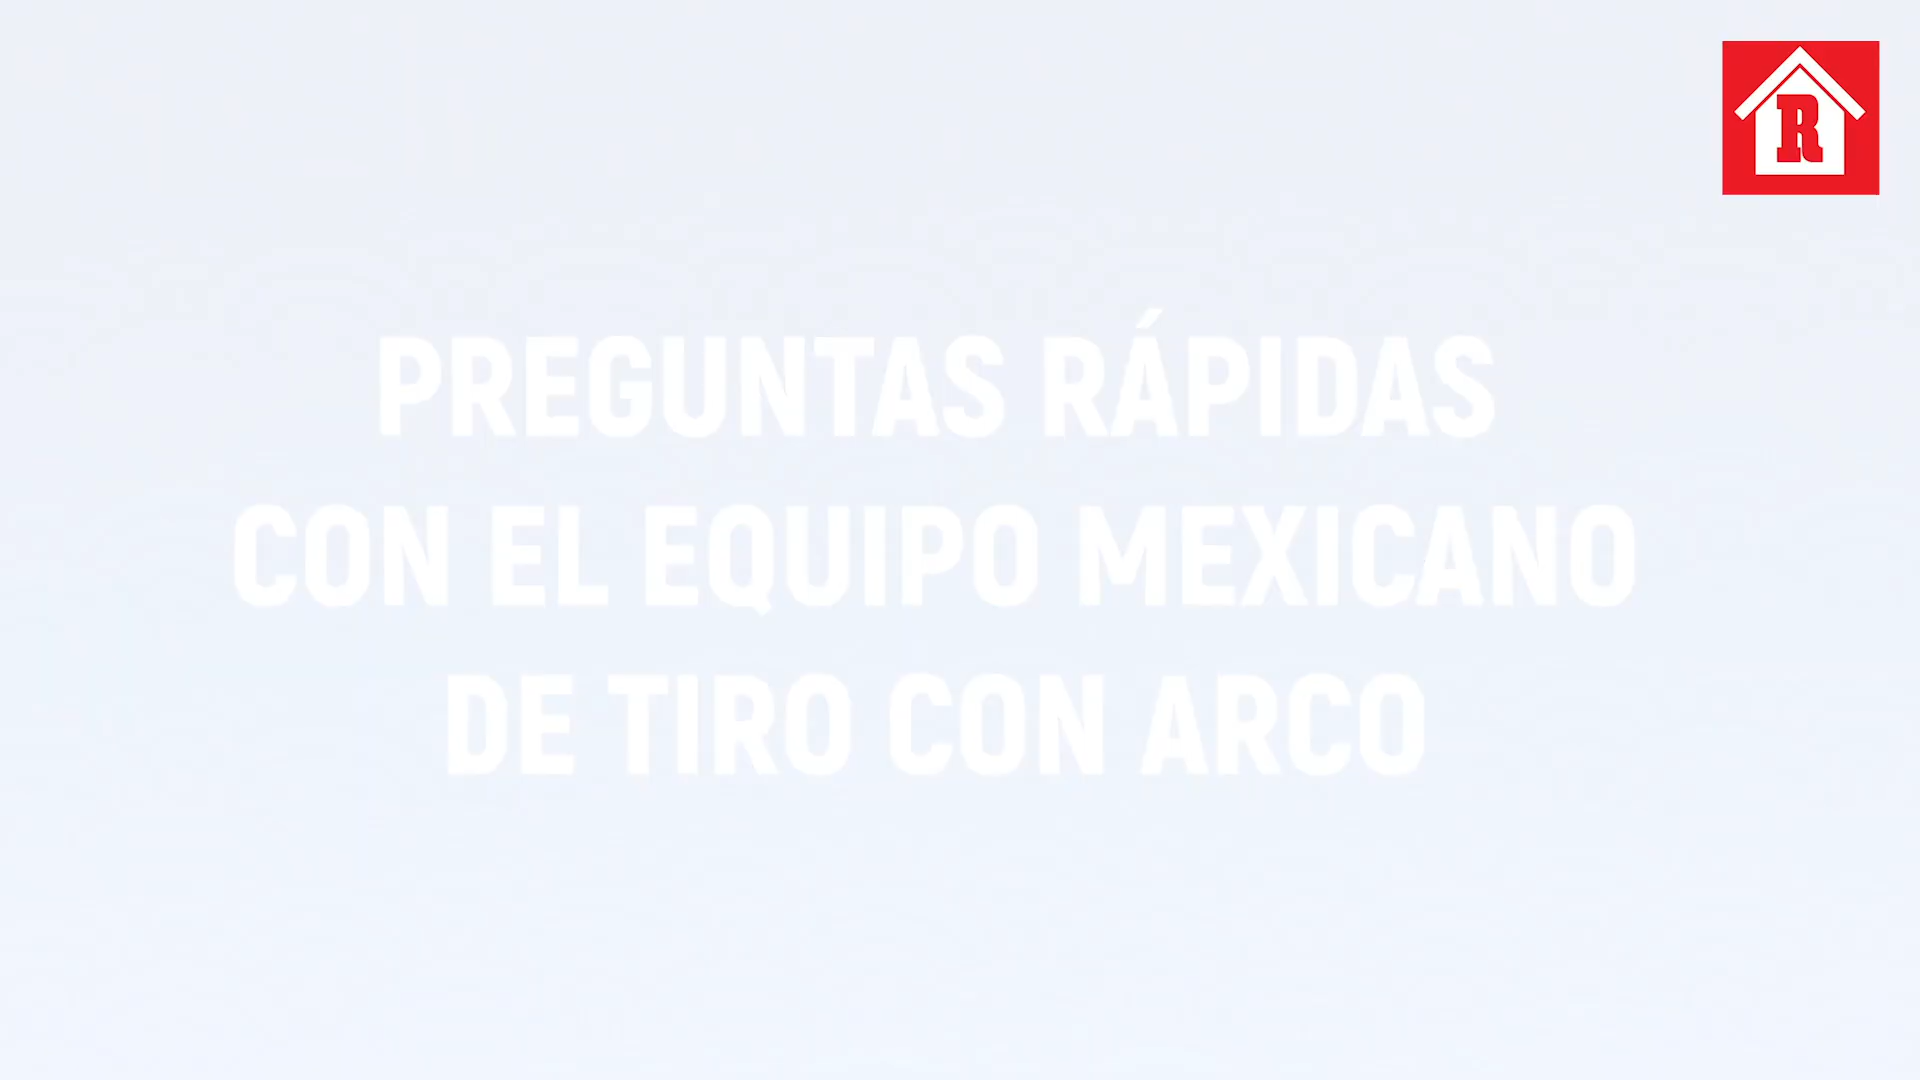 R
PREGUNTAS RÁPIDAS
CON EL EQUIPO MEXICANO
DE TIRO CON ARCO